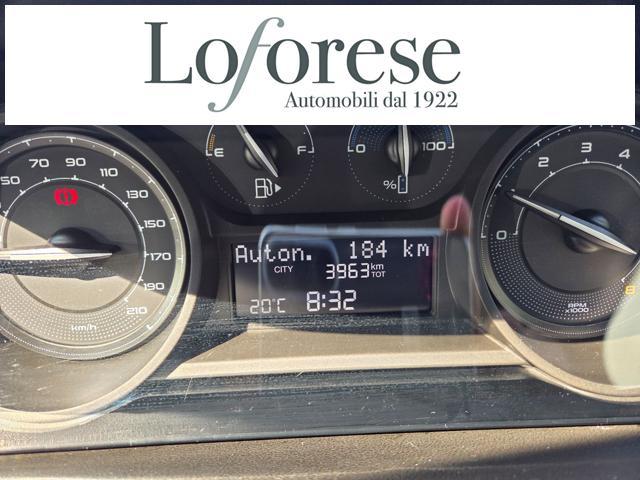 Loforese
Automobili dal 1922
E F
0 100
%
50 70 90 110 130 150 170 190 210
km/h
0 2 3 4
RPM
x1000
Auton. 184 km
CITY 3963 km TOT
20°C 8:32